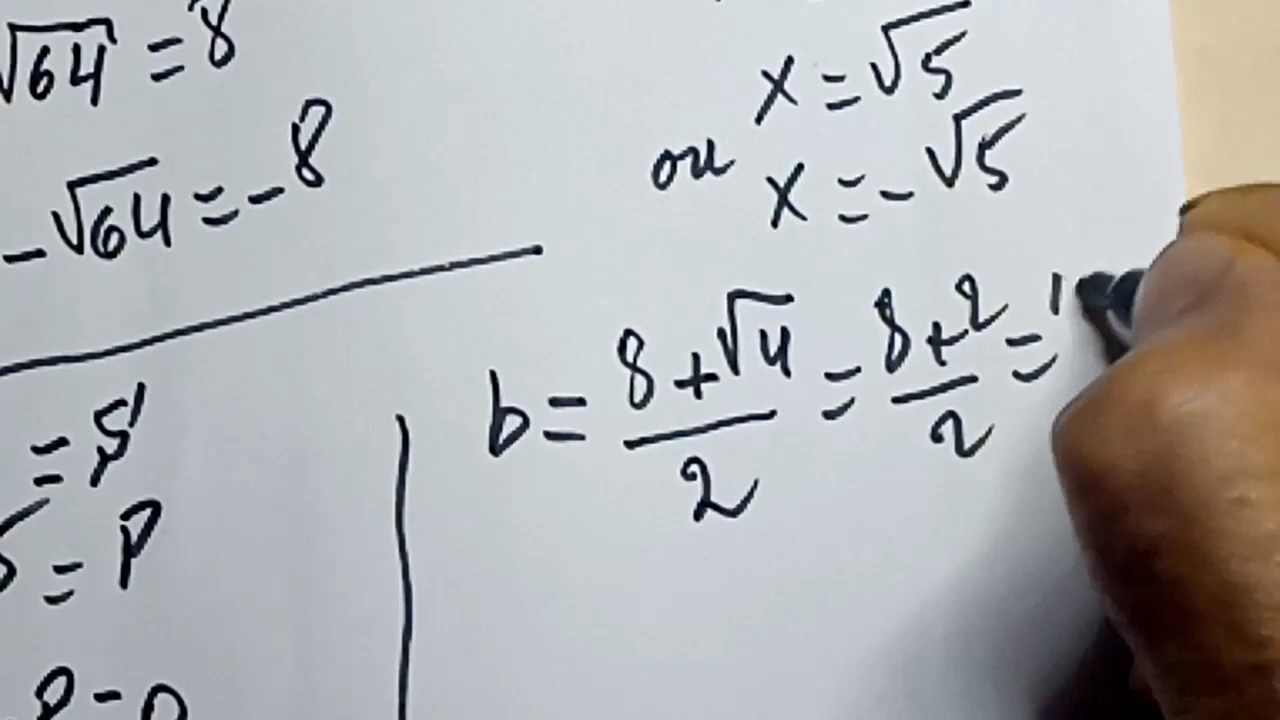 √64 = 8
-√64 = -8
x = √5
ou x = -√5
b = (8 + √4)/2 = (8 + 2)/2 = 1
= S
5 = P